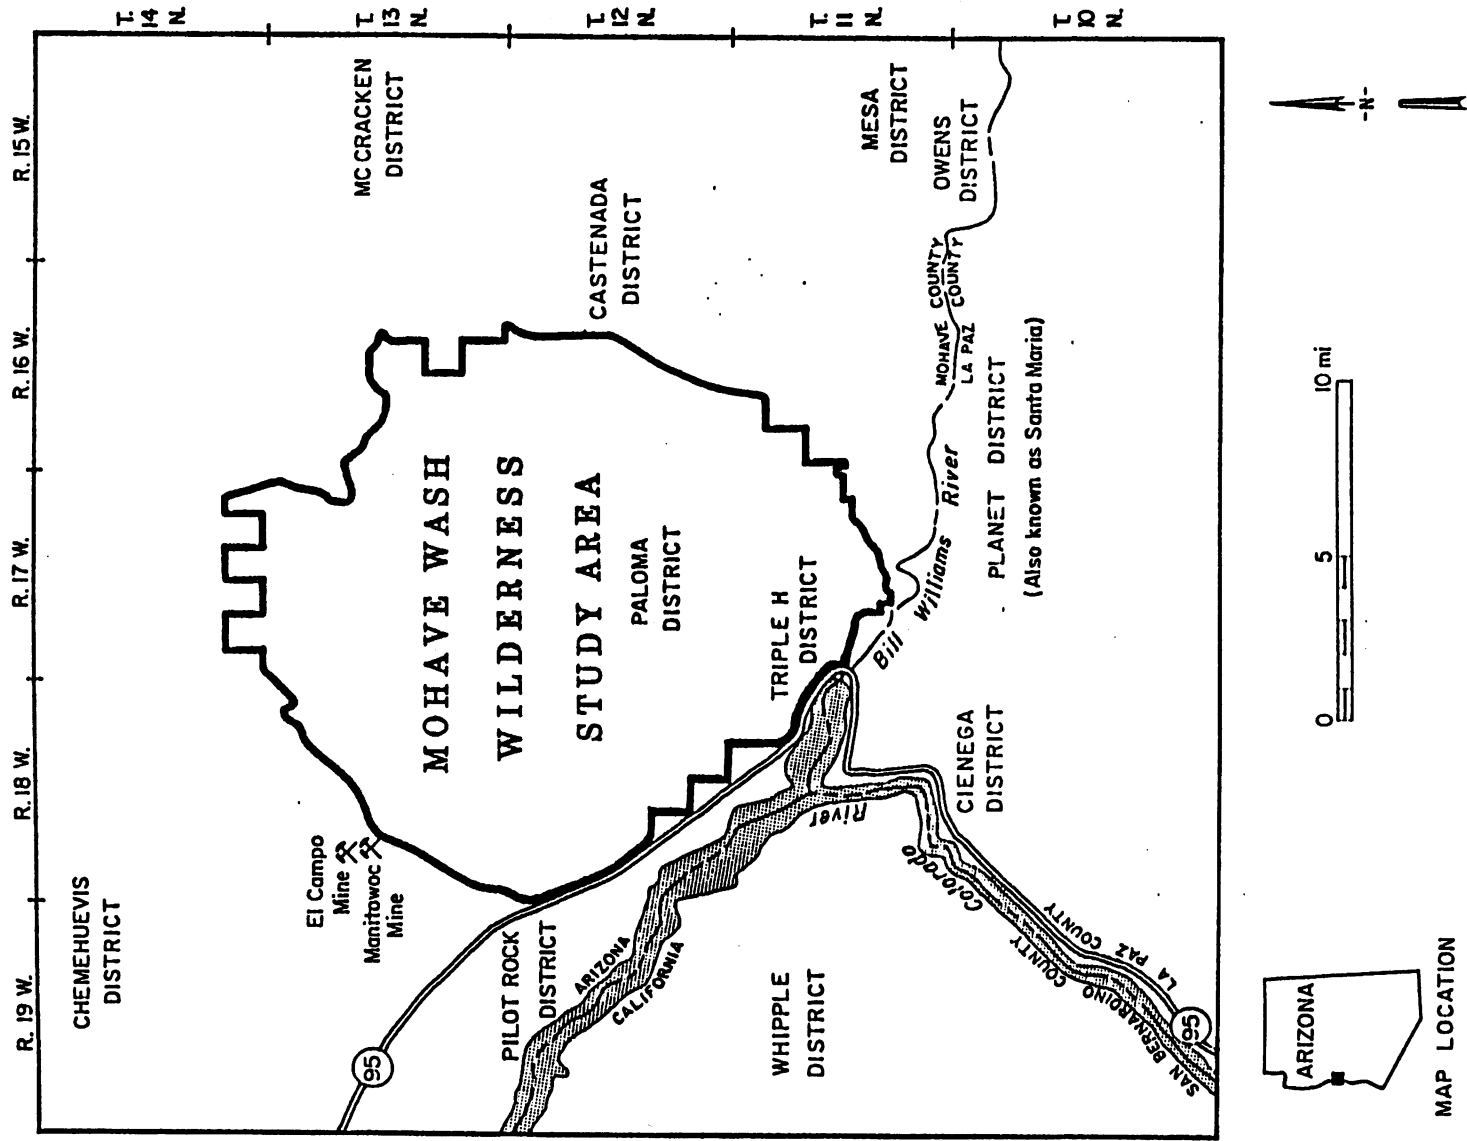 R. 19 W.
R. 18 W.
R. 17 W.
R. 16 W.
R. 15 W.
T.
14
N.
T.
13
N.
T.
12
N.
T.
11
N.
T.
10
N.
CHEMEHUEVIS
DISTRICT
MC CRACKEN
DISTRICT
El Campo
Mine
Manitowoc
Mine
95
MOHAVE WASH
WILDERNESS
STUDY AREA
PILOT ROCK
DISTRICT
ARIZONA
CALIFORNIA
PALOMA
DISTRICT
CASTENADA
DISTRICT
WHIPPLE
DISTRICT
TRIPLE H
DISTRICT
MESA
DISTRICT
OWENS
DISTRICT
Colorado River
Bill Williams River
MOHAVE COUNTY
LA PAZ COUNTY
CIENEGA
DISTRICT
PLANET DISTRICT
(Also known as Santa Maria)
SAN BERNARDINO COUNTY
LA PAZ COUNTY
95
ARIZONA
MAP LOCATION
0 5 10 mi
-N-